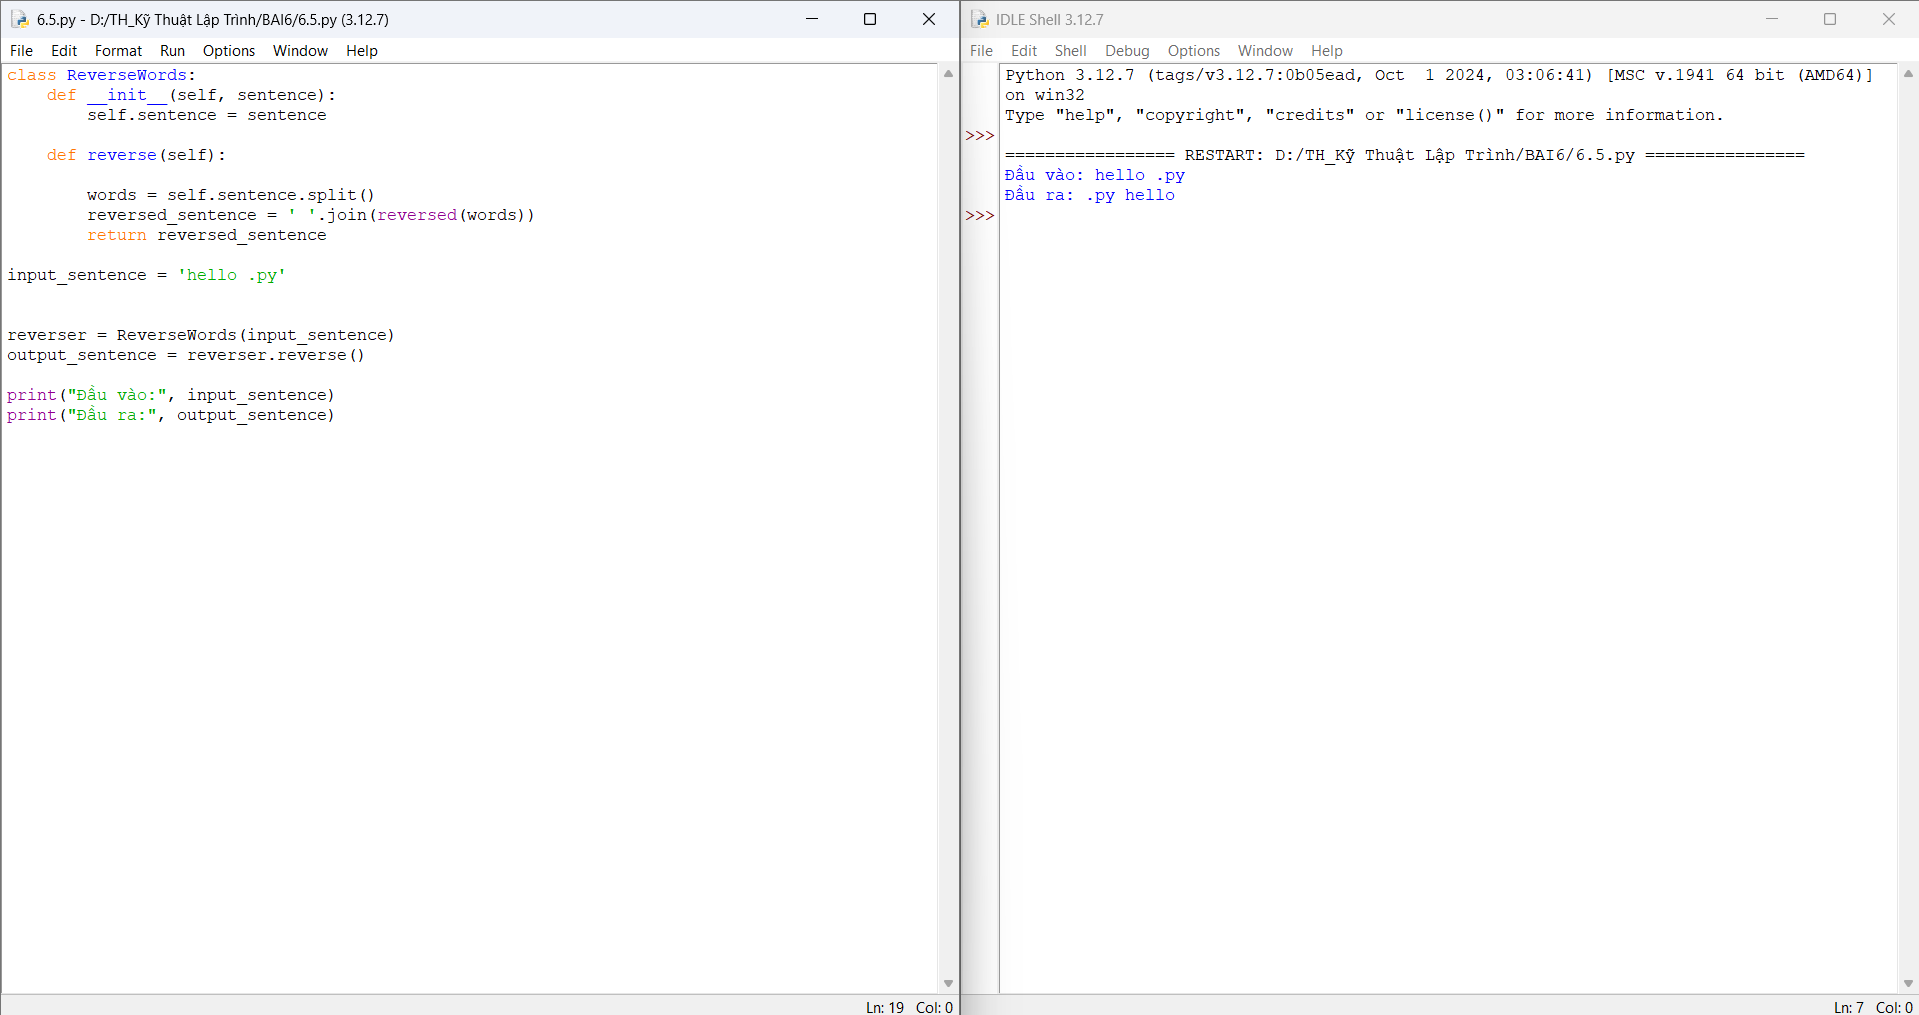 6.5.py - D:/TH_Kỹ Thuật Lập Trình/BAI6/6.5.py (3.12.7)
File Edit Format Run Options Window Help
class ReverseWords:
    def __init__(self, sentence):
        self.sentence = sentence
    def reverse(self):
        words = self.sentence.split()
        reversed_sentence = ' '.join(reversed(words))
        return reversed_sentence
input_sentence = 'hello .py'
reverser = ReverseWords(input_sentence)
output_sentence = reverser.reverse()
print("Đầu vào:", input_sentence)
print("Đầu ra:", output_sentence)
Ln: 19 Col: 0
IDLE Shell 3.12.7
File Edit Shell Debug Options Window Help
Python 3.12.7 (tags/v3.12.7:0b05ead, Oct  1 2024, 03:06:41) [MSC v.1941 64 bit (AMD64)]
on win32
Type "help", "copyright", "credits" or "license()" for more information.
>>>
================= RESTART: D:/TH_Kỹ Thuật Lập Trình/BAI6/6.5.py ================
Đầu vào: hello .py
Đầu ra: .py hello
>>>
Ln: 7 Col: 0